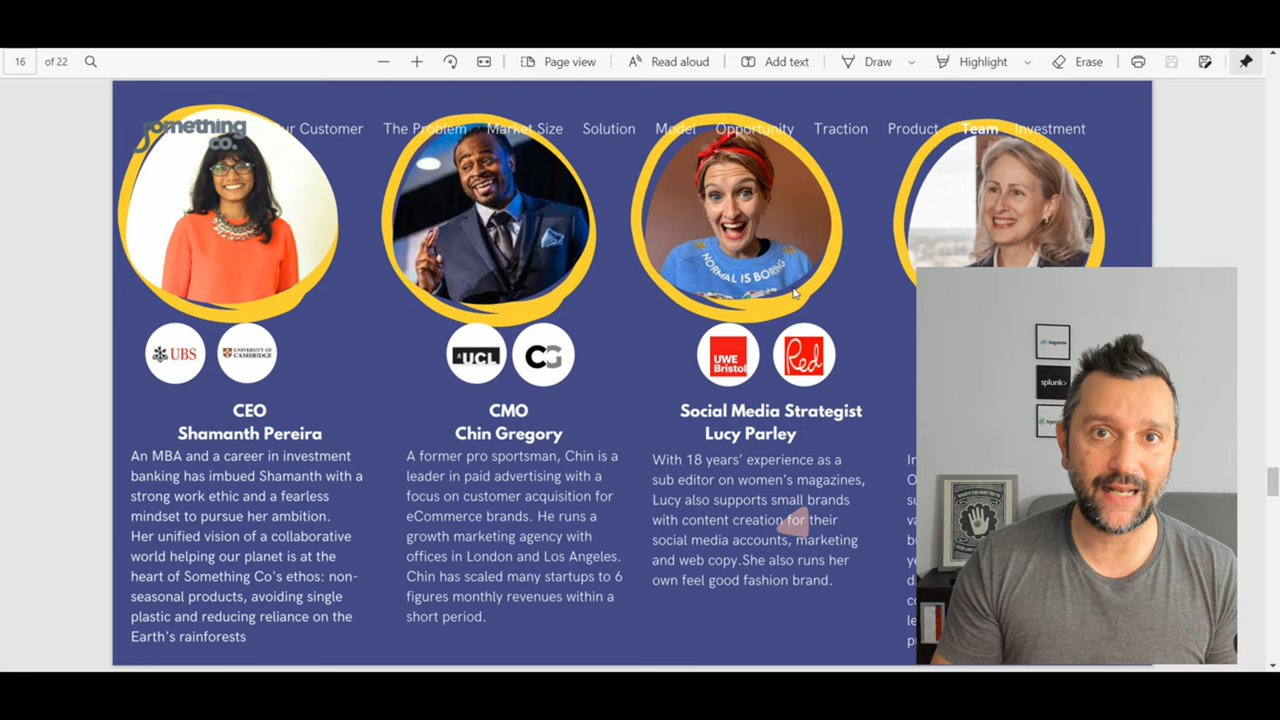 16 of 22 Page view Read aloud Add text Draw Highlight Erase
something co.
ur Customer The Problem Market Size Solution Model Opportunity Traction Product Team Investment
NORMAL IS BORING
UBS
UNIVERSITY OF CAMBRIDGE
UCL
CG
UWE Bristol
Red
CEO
Shamanth Pereira
An MBA and a career in investment
banking has imbued Shamanth with a
strong work ethic and a fearless
mindset to pursue her ambition.
Her unified vision of a collaborative
world helping our planet is at the
heart of Something Co's ethos: non-
seasonal products, avoiding single
plastic and reducing reliance on the
Earth's rainforests
CMO
Chin Gregory
A former pro sportsman, Chin is a
leader in paid advertising with a
focus on customer acquisition for
eCommerce brands. He runs a
growth marketing agency with
offices in London and Los Angeles.
Chin has scaled many startups to 6
figures monthly revenues within a
short period.
Social Media Strategist
Lucy Parley
With 18 years' experience as a
sub editor on women's magazines,
Lucy also supports small brands
with content creation for their
social media accounts, marketing
and web copy.She also runs her
own feel good fashion brand.
splunk>